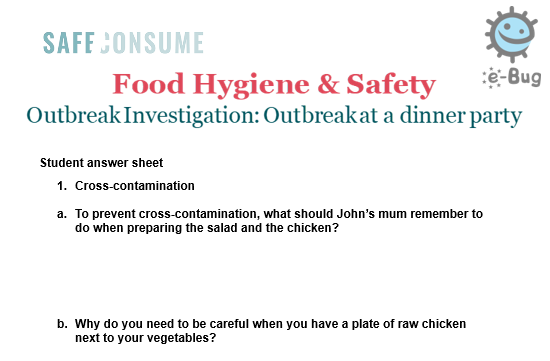 SAFE CONSUME
e-Bug
Food Hygiene & Safety
Outbreak Investigation: Outbreak at a dinner party
Student answer sheet
1. Cross-contamination
a. To prevent cross-contamination, what should John's mum remember to
do when preparing the salad and the chicken?
b. Why do you need to be careful when you have a plate of raw chicken
next to your vegetables?